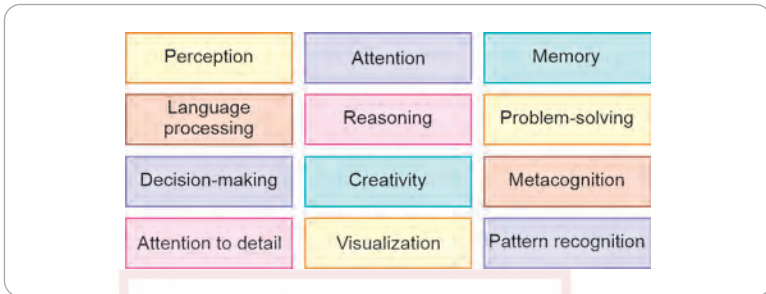 Perception
Attention
Memory
Language
processing
Reasoning
Problem-solving
Decision-making
Creativity
Metacognition
Attention to detail
Visualization
Pattern recognition